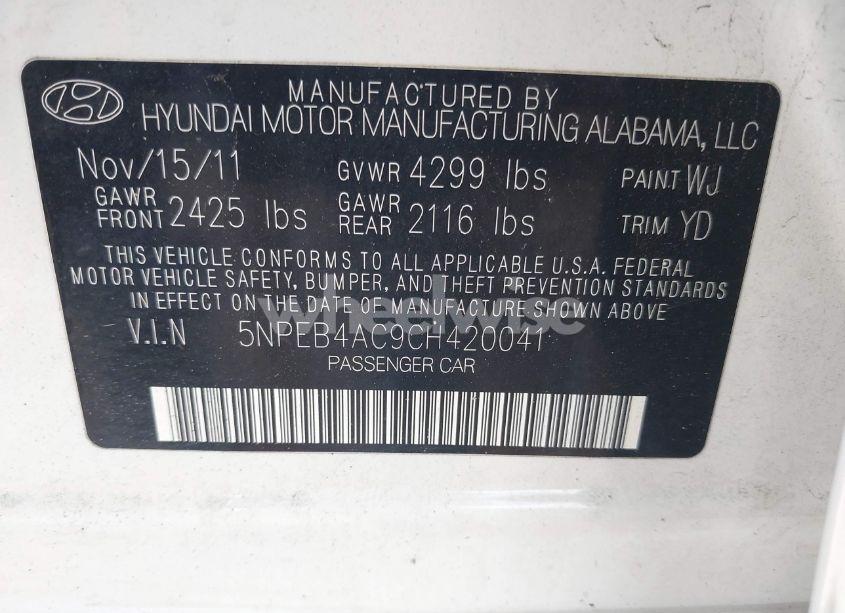 MANUFACTURED BY
HYUNDAI MOTOR MANUFACTURING ALABAMA, LLC
Nov/15/11 GVWR 4299 lbs PAINT WJ
GAWR FRONT 2425 lbs GAWR REAR 2116 lbs TRIM YD
THIS VEHICLE CONFORMS TO ALL APPLICABLE U.S.A. FEDERAL
MOTOR VEHICLE SAFETY, BUMPER, AND THEFT PREVENTION STANDARDS
IN EFFECT ON THE DATE OF MANUFACTURE SHOWN ABOVE
wheelwise
V.I.N 5NPEB4AC9CH420041
PASSENGER CAR